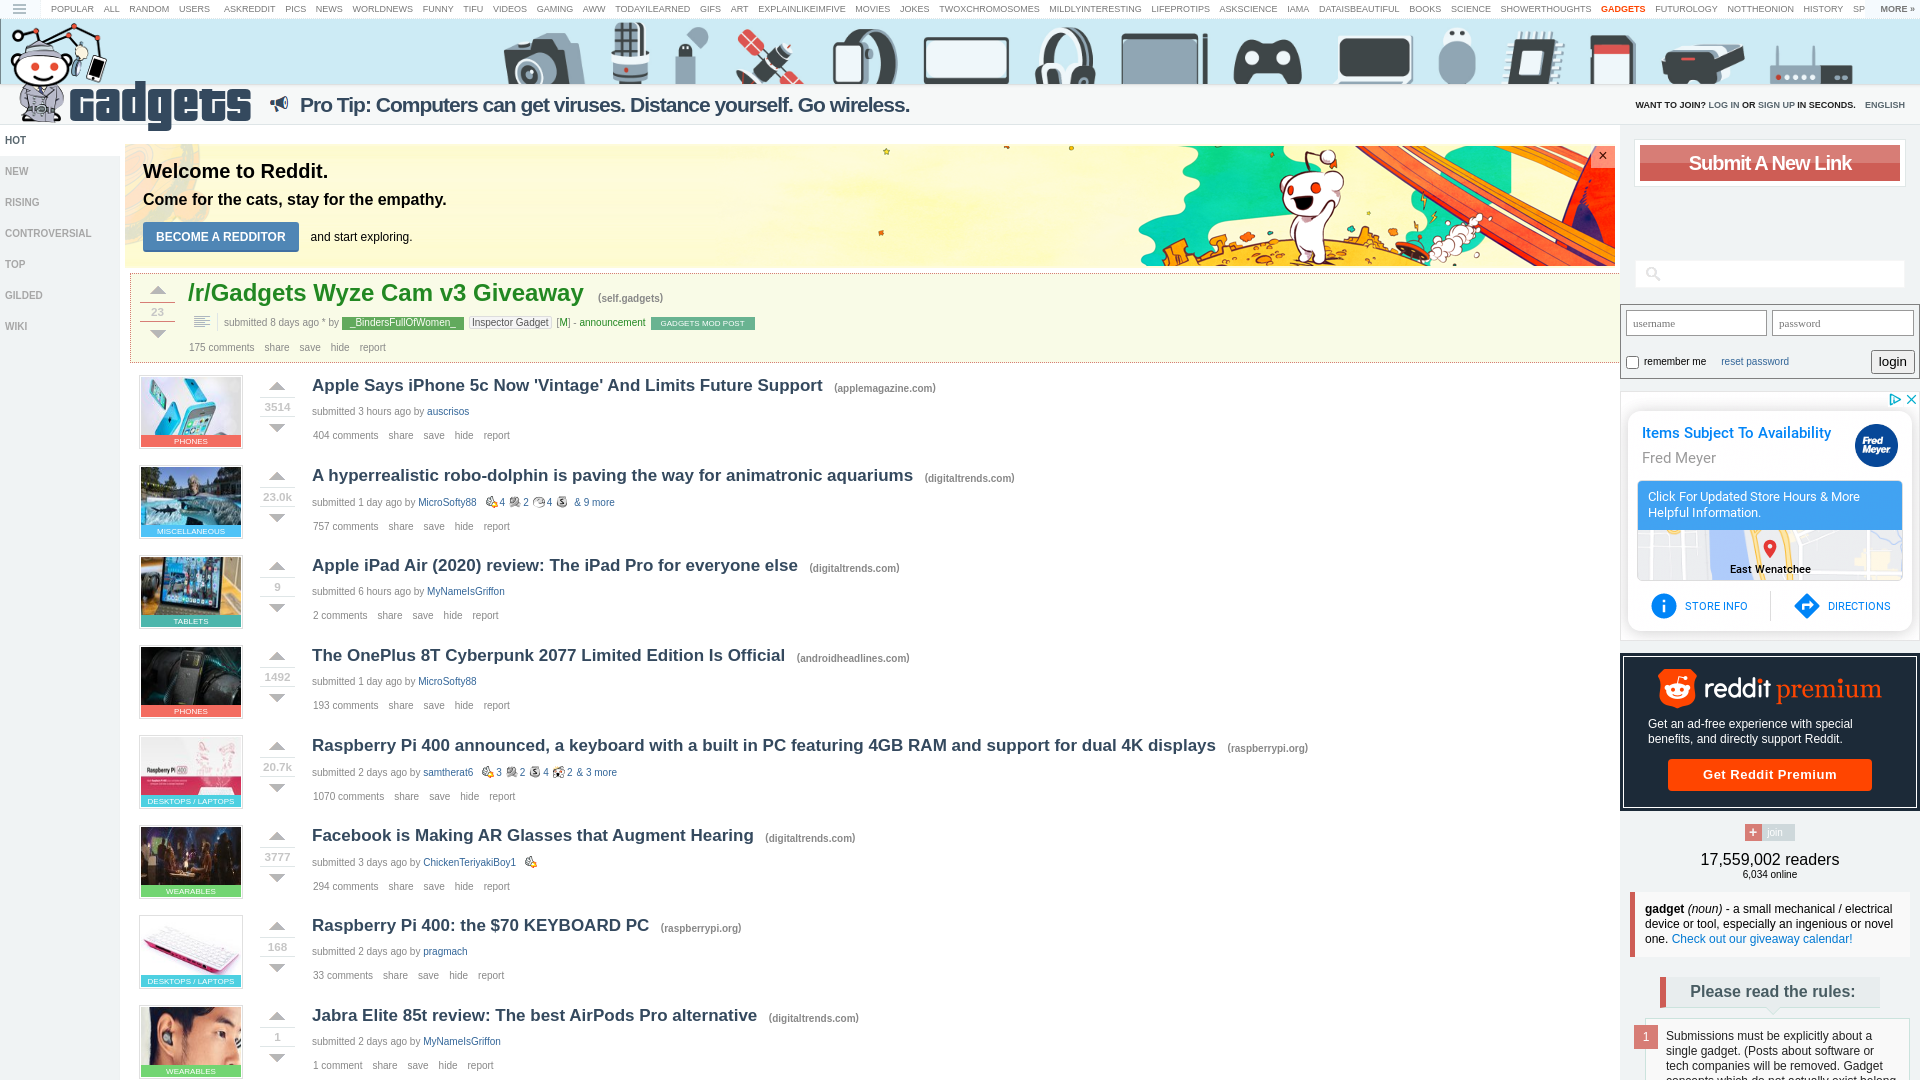 POPULAR ALL RANDOM USERS ASKREDDIT PICS NEWS WORLDNEWS FUNNY TIFU VIDEOS GAMING AWW TODAYILEARNED GIFS ART EXPLAINLIKEIMFIVE MOVIES JOKES TWOXCHROMOSOMES MILDLYINTERESTING LIFEPROTIPS ASKSCIENCE IAMA DATAISBEAUTIFUL BOOKS SCIENCE SHOWERTHOUGHTS GADGETS FUTUROLOGY NOTTHEONION HISTORY SP MORE »
Gadgets
Pro Tip: Computers can get viruses. Distance yourself. Go wireless.
WANT TO JOIN? LOG IN OR SIGN UP IN SECONDS. ENGLISH
HOT
NEW
RISING
CONTROVERSIAL
TOP
GILDED
WIKI
Welcome to Reddit.
Come for the cats, stay for the empathy.
BECOME A REDDITOR and start exploring.
×
/r/Gadgets Wyze Cam v3 Giveaway (self.gadgets)
23
submitted 8 days ago * by _BindersFullOfWomen_ Inspector Gadget [M] - announcement GADGETS MOD POST
175 comments share save hide report
Apple Says iPhone 5c Now 'Vintage' And Limits Future Support (applemagazine.com)
3514
submitted 3 hours ago by auscrisos
404 comments share save hide report
PHONES
A hyperrealistic robo-dolphin is paving the way for animatronic aquariums (digitaltrends.com)
23.0k
submitted 1 day ago by MicroSofty88 4 2 4 & 9 more
757 comments share save hide report
MISCELLANEOUS
Apple iPad Air (2020) review: The iPad Pro for everyone else (digitaltrends.com)
9
submitted 6 hours ago by MyNameIsGriffon
2 comments share save hide report
TABLETS
The OnePlus 8T Cyberpunk 2077 Limited Edition Is Official (androidheadlines.com)
1492
submitted 1 day ago by MicroSofty88
193 comments share save hide report
PHONES
Raspberry Pi 400 announced, a keyboard with a built in PC featuring 4GB RAM and support for dual 4K displays (raspberrypi.org)
20.7k
submitted 2 days ago by samtherat6 3 2 4 2 & 3 more
1070 comments share save hide report
Raspberry Pi 400
DESKTOPS / LAPTOPS
Facebook is Making AR Glasses that Augment Hearing (digitaltrends.com)
3777
submitted 3 days ago by ChickenTeriyakiBoy1
294 comments share save hide report
WEARABLES
Raspberry Pi 400: the $70 KEYBOARD PC (raspberrypi.org)
168
submitted 2 days ago by pragmach
33 comments share save hide report
DESKTOPS / LAPTOPS
Jabra Elite 85t review: The best AirPods Pro alternative (digitaltrends.com)
1
submitted 2 days ago by MyNameIsGriffon
1 comment share save hide report
WEARABLES
Submit A New Link
username password
remember me reset password login
Items Subject To Availability
Fred Meyer
Fred Meyer
Click For Updated Store Hours & More Helpful Information.
East Wenatchee
STORE INFO DIRECTIONS
reddit premium
Get an ad-free experience with special
benefits, and directly support Reddit.
Get Reddit Premium
+ join
17,559,002 readers
6,034 online
gadget (noun) - a small mechanical / electrical
device or tool, especially an ingenious or novel
one. Check out our giveaway calendar!
Please read the rules:
1 Submissions must be explicitly about a
single gadget. (Posts about software or
tech companies will be removed. Gadget
concepts which do not actually exist belong